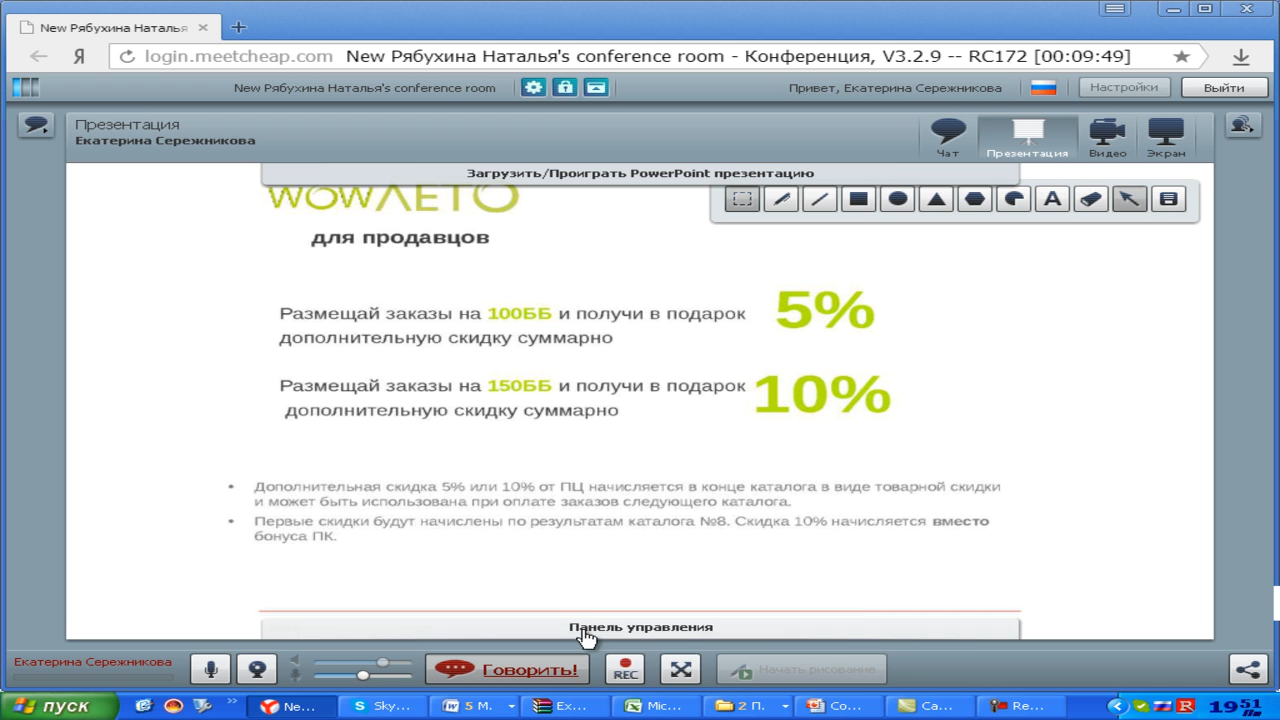 New Рябухина Наталья
login.meetcheap.com New Рябухина Наталья's conference room - Конференция, V3.2.9 -- RC172 [00:09:49]
New Рябухина Наталья's conference room
Привет, Екатерина Сережникова
Настройки
Выйти
Презентация
Екатерина Сережникова
Чат
Презентация
Видео
Экран
Загрузить/Проиграть PowerPoint презентацию
WOWЛЕТО
для продавцов
Размещай заказы на 100ББ и получи в подарок 5%
дополнительную скидку суммарно
Размещай заказы на 150ББ и получи в подарок 10%
дополнительную скидку суммарно
• Дополнительная скидка 5% или 10% от ПЦ начисляется в конце каталога в виде товарной скидки
и может быть использована при оплате заказов следующего каталога.
• Первые скидки будут начислены по результатам каталога №8. Скидка 10% начисляется вместо
бонуса ПК.
Панель управления
Екатерина Сережникова
Говорить!
REC
Начать рисование
пуск
Ne...
Sky...
5 M.
Ex...
Mic...
2 П.
Co...
Ca...
Re...
19 51